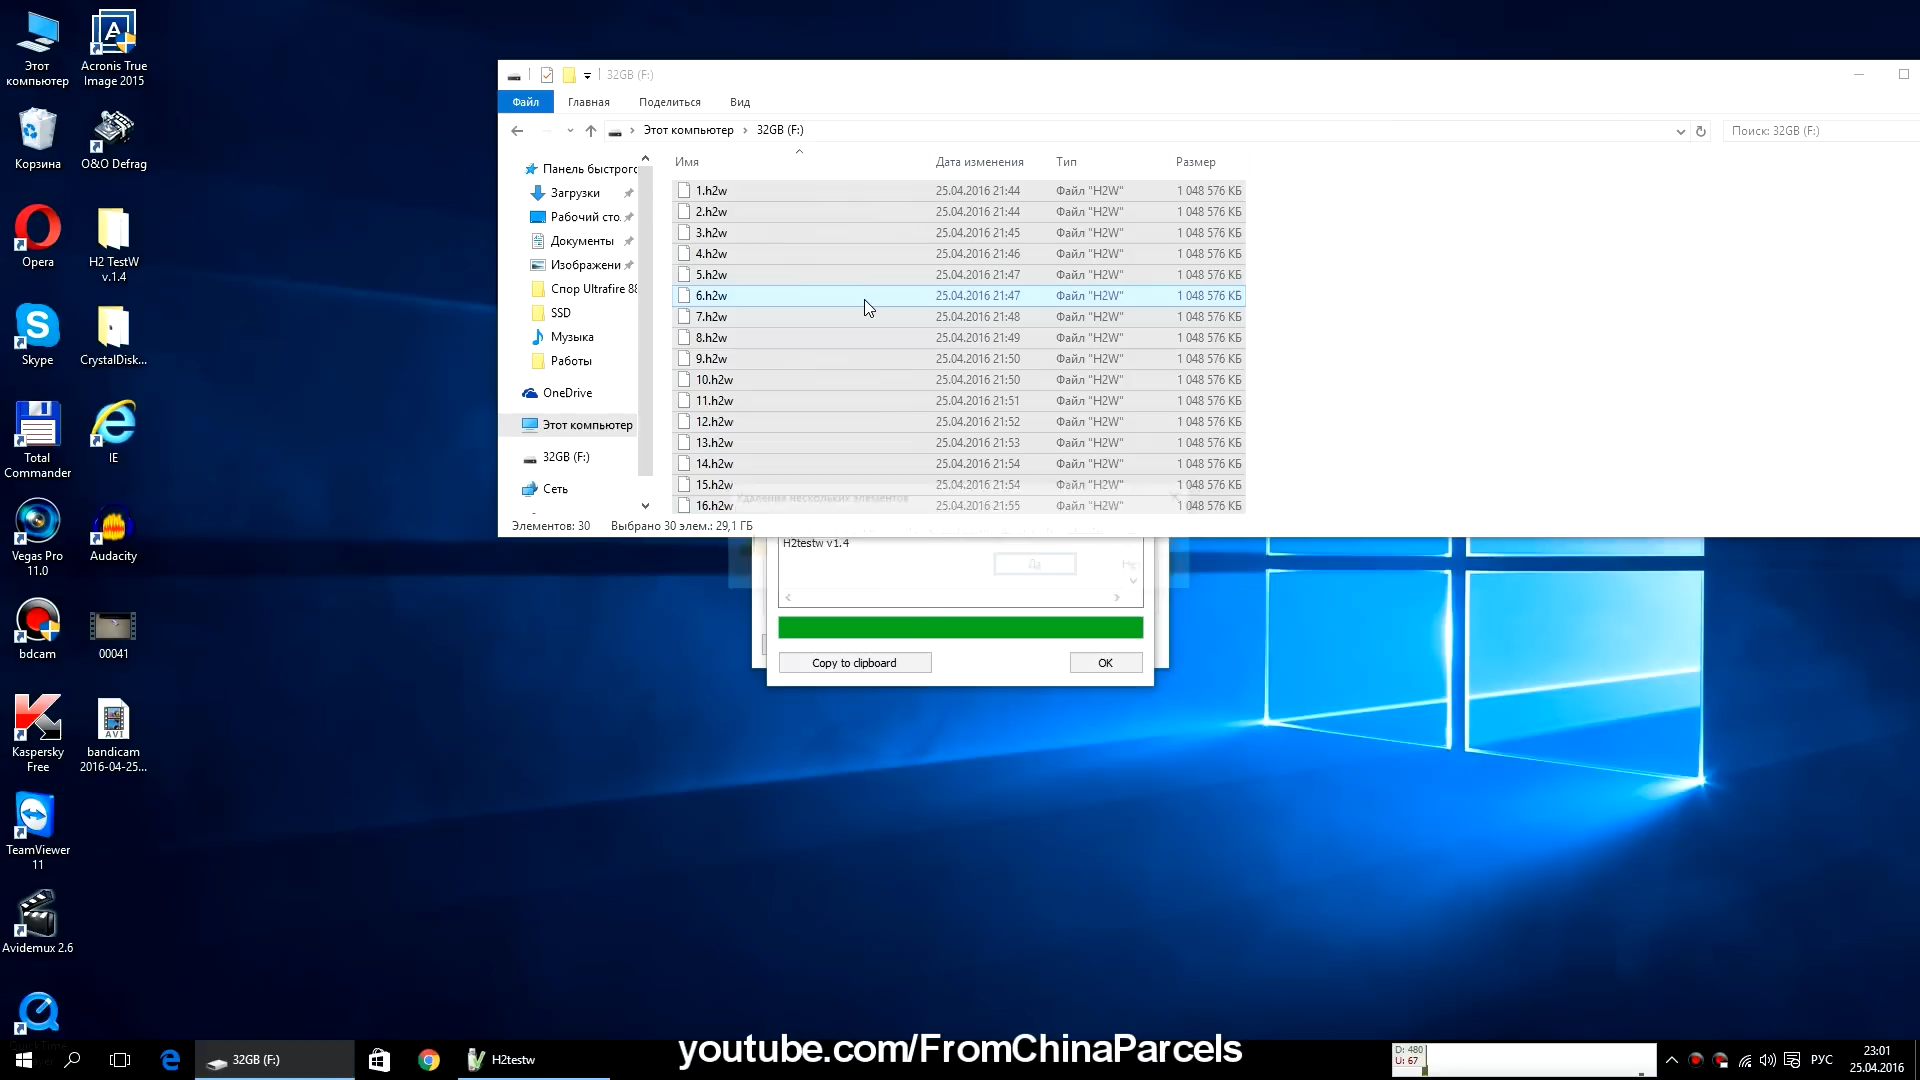 Этот компьютер
Acronis True Image 2015
Корзина
O&O Defrag
Opera
H2 TestW v.1.4
Skype
CrystalDisk...
Total Commander
IE
Vegas Pro 11.0
Audacity
bdcam
00041
Kaspersky Free
bandicam 2016-04-25...
TeamViewer 11
Avidemux 2.6
32GB (F:)
Файл Главная Поделиться Вид
Этот компьютер 32GB (F:)
Поиск: 32GB (F:)
Панель быстрого
Загрузки
Рабочий сто.
Документы
Изображени
Спор Ultrafire 88
SSD
Музыка
Работы
OneDrive
Этот компьютер
32GB (F:)
Сеть
Имя Дата изменения Тип Размер
1.h2w 25.04.2016 21:44 Файл "H2W" 1 048 576 КБ
2.h2w 25.04.2016 21:44 Файл "H2W" 1 048 576 КБ
3.h2w 25.04.2016 21:45 Файл "H2W" 1 048 576 КБ
4.h2w 25.04.2016 21:46 Файл "H2W" 1 048 576 КБ
5.h2w 25.04.2016 21:47 Файл "H2W" 1 048 576 КБ
6.h2w 25.04.2016 21:47 Файл "H2W" 1 048 576 КБ
7.h2w 25.04.2016 21:48 Файл "H2W" 1 048 576 КБ
8.h2w 25.04.2016 21:49 Файл "H2W" 1 048 576 КБ
9.h2w 25.04.2016 21:50 Файл "H2W" 1 048 576 КБ
10.h2w 25.04.2016 21:50 Файл "H2W" 1 048 576 КБ
11.h2w 25.04.2016 21:51 Файл "H2W" 1 048 576 КБ
12.h2w 25.04.2016 21:52 Файл "H2W" 1 048 576 КБ
13.h2w 25.04.2016 21:53 Файл "H2W" 1 048 576 КБ
14.h2w 25.04.2016 21:54 Файл "H2W" 1 048 576 КБ
15.h2w 25.04.2016 21:54 Файл "H2W" 1 048 576 КБ
Удаление нескольких элементов
16.h2w 25.04.2016 21:55 Файл "H2W" 1 048 576 КБ
Элементов: 30 Выбрано 30 элем.: 29,1 ГБ
H2testw v1.4
Да
Copy to clipboard OK
32GB (F:)
H2testw
youtube.com/FromChinaParcels
D: 480
U: 67
РУС
23:01
25.04.2016